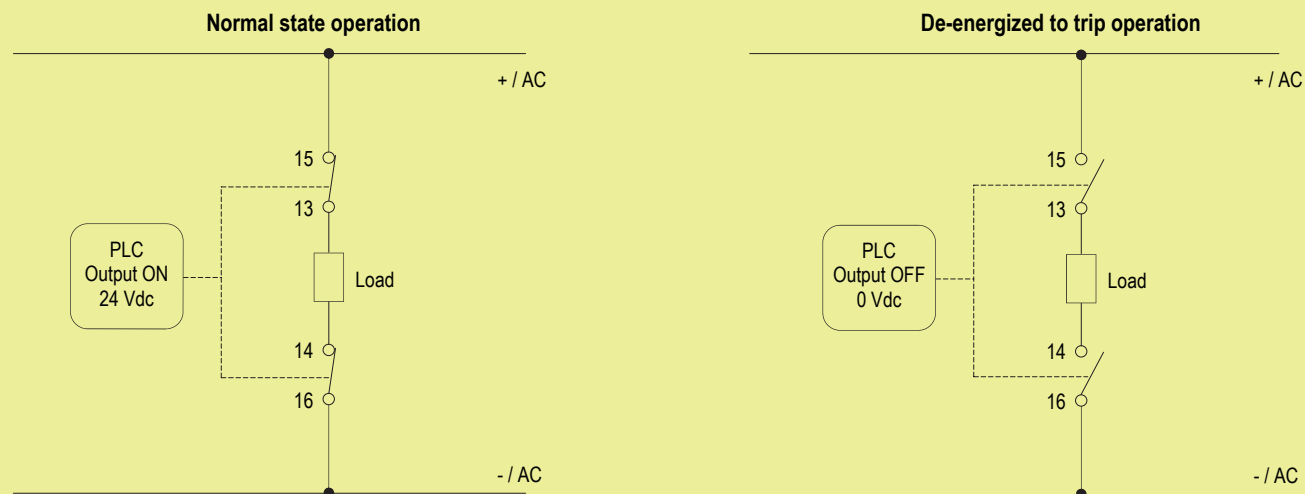 Normal state operation
+ / AC
15
13
PLC
Output ON
24 Vdc
Load
14
16
- / AC
De-energized to trip operation
+ / AC
15
13
PLC
Output OFF
0 Vdc
Load
14
16
- / AC